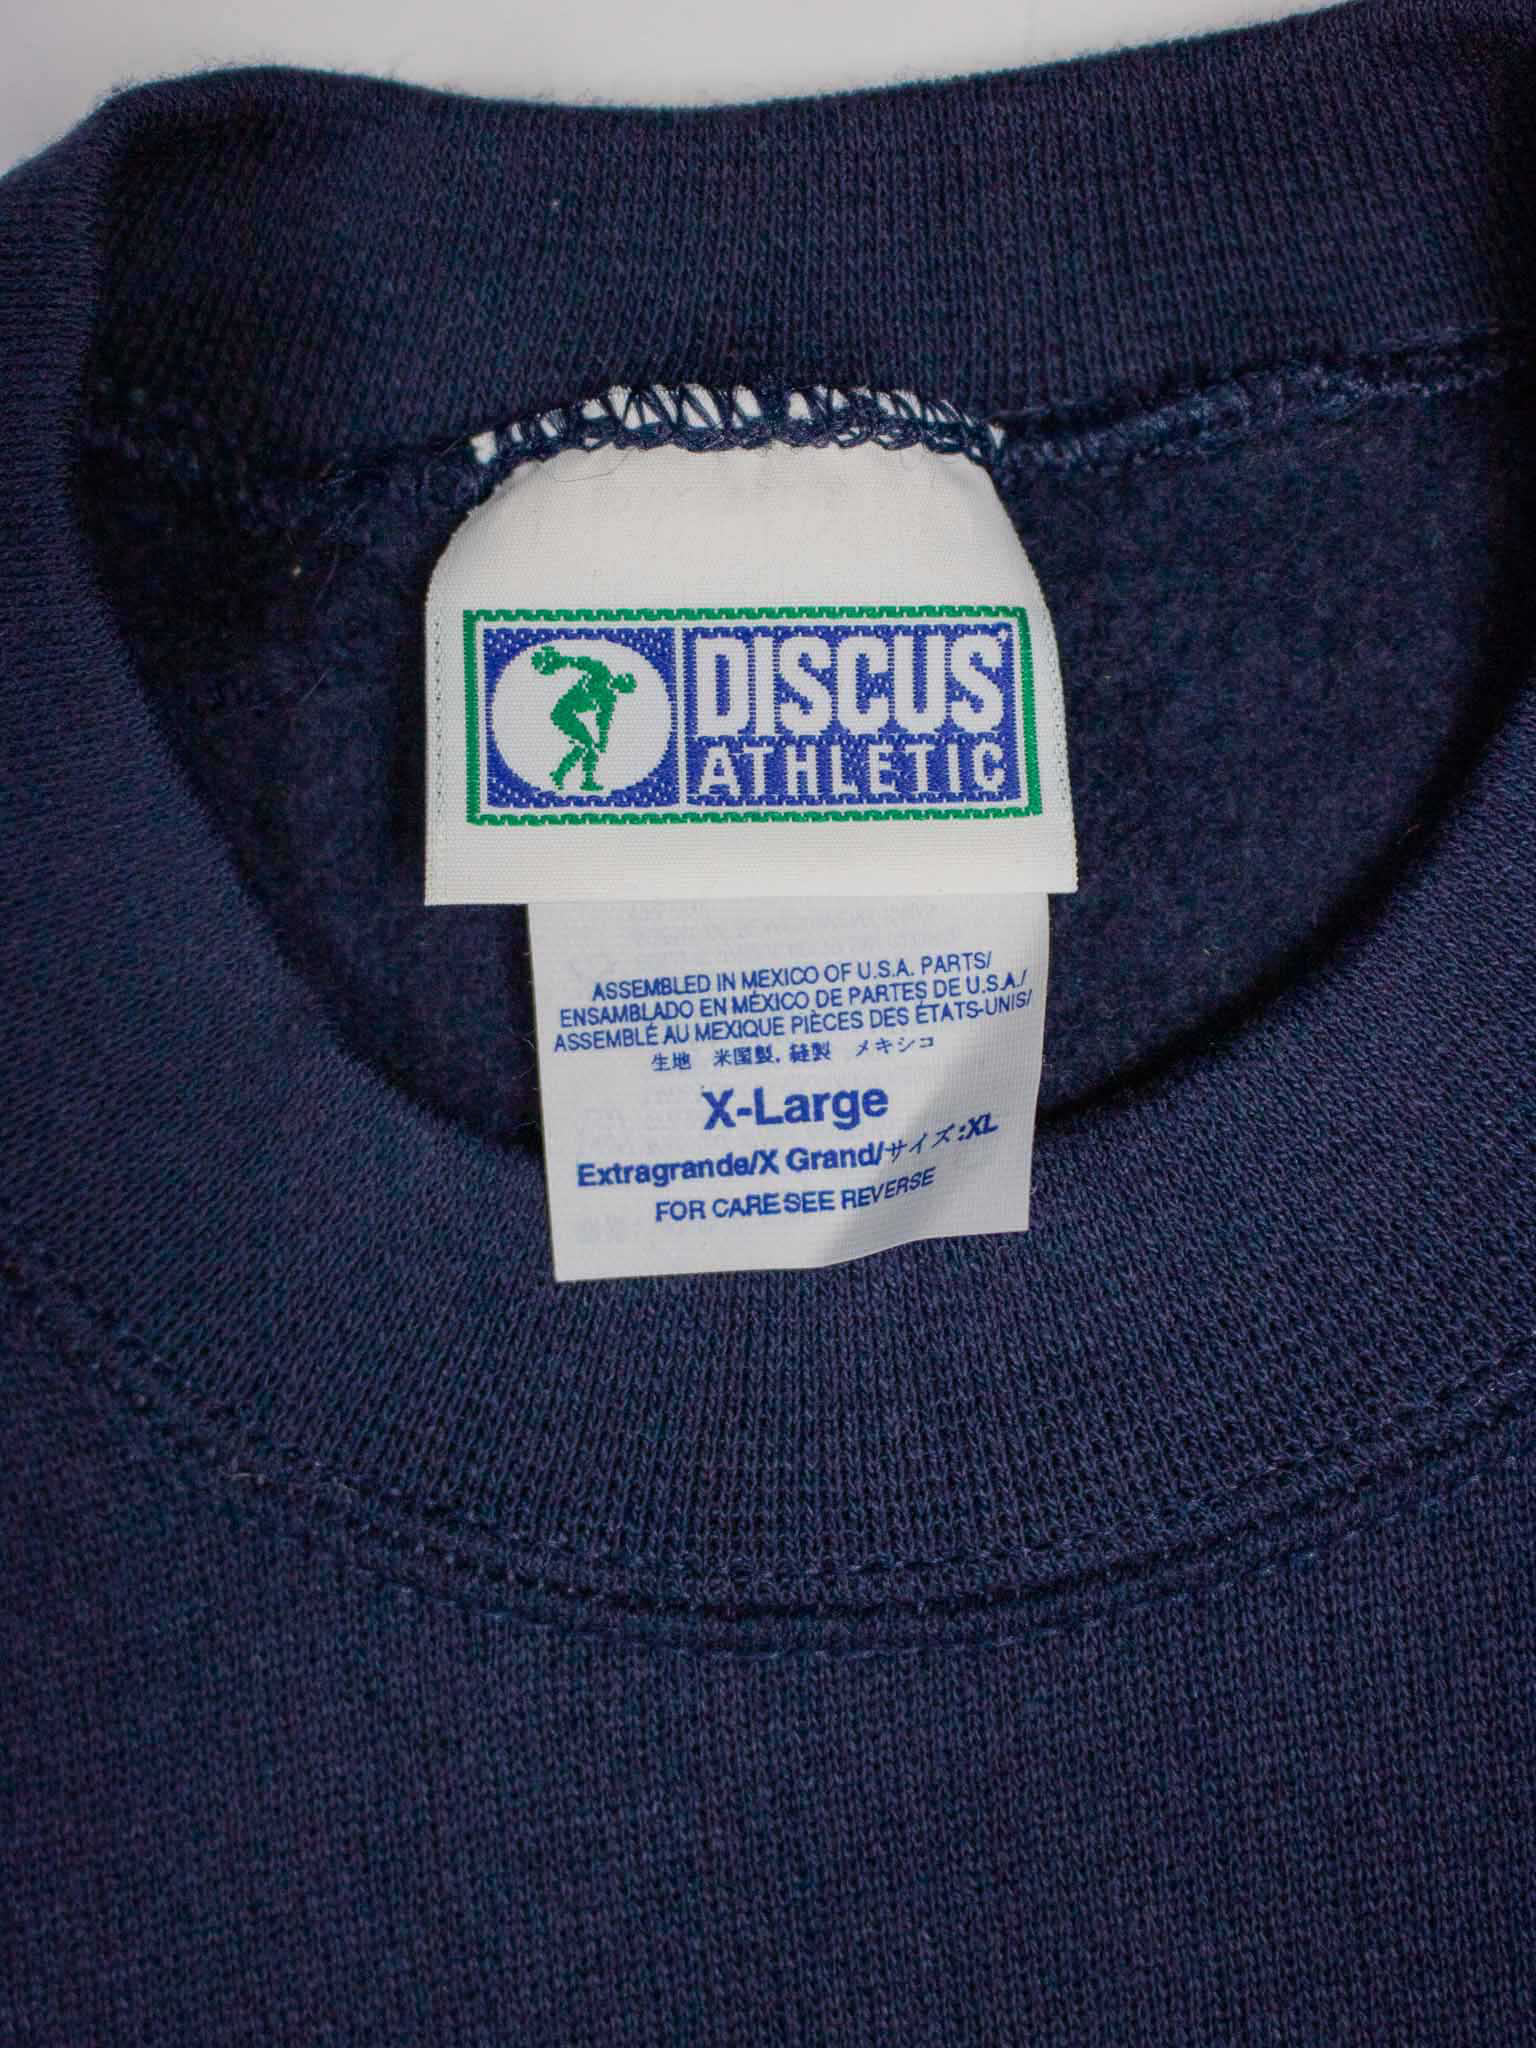 DISCUS
ATHLETIC
ASSEMBLED IN MEXICO OF U.S.A. PARTS/
ENSAMBLADO EN MÉXICO DE PARTES DE U.S.A./
ASSEMBLÉ AU MEXIQUE PIÈCES DES ÉTATS-UNIS/
生地 米国製, 縫製 メキシコ
X-Large
Extragrande/X Grand/サイズ:XL
FOR CARE SEE REVERSE